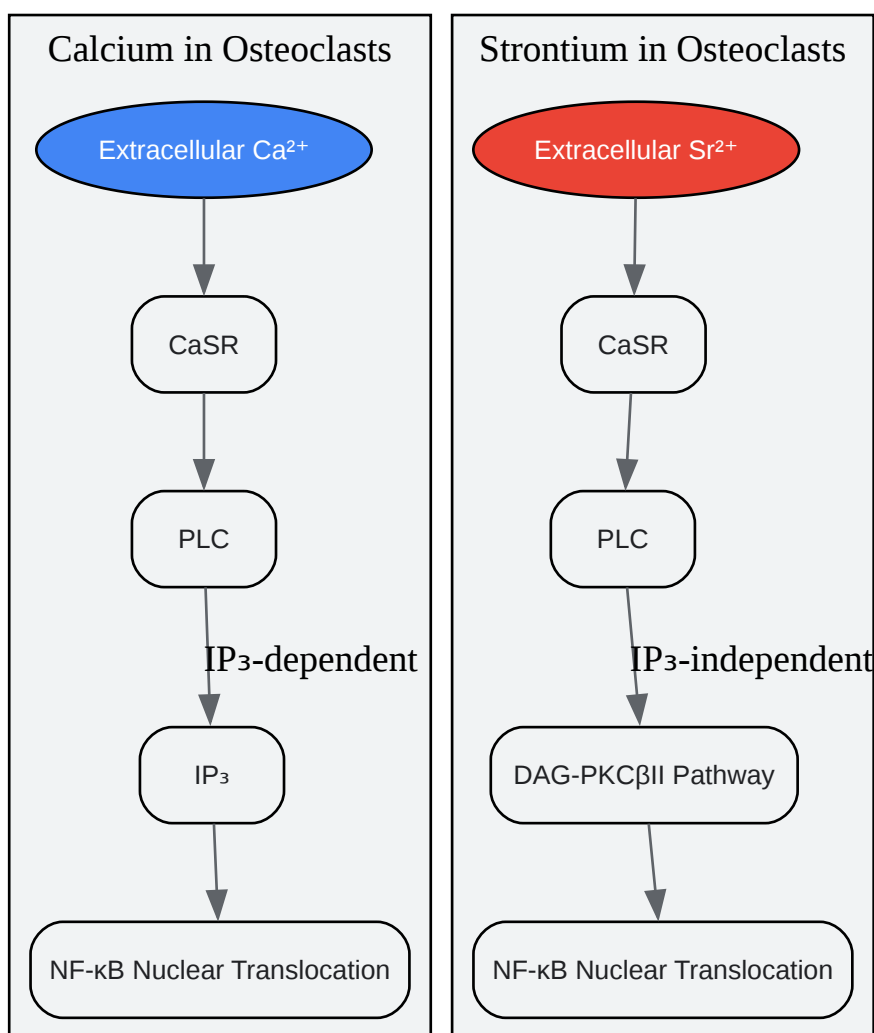 Calcium in Osteoclasts
Extracellular Ca²⁺
CaSR
PLC
IP₃-dependent
IP₃
NF-κB Nuclear Translocation
Strontium in Osteoclasts
Extracellular Sr²⁺
CaSR
PLC
IP₃-independent
DAG-PKCβII Pathway
NF-κB Nuclear Translocation